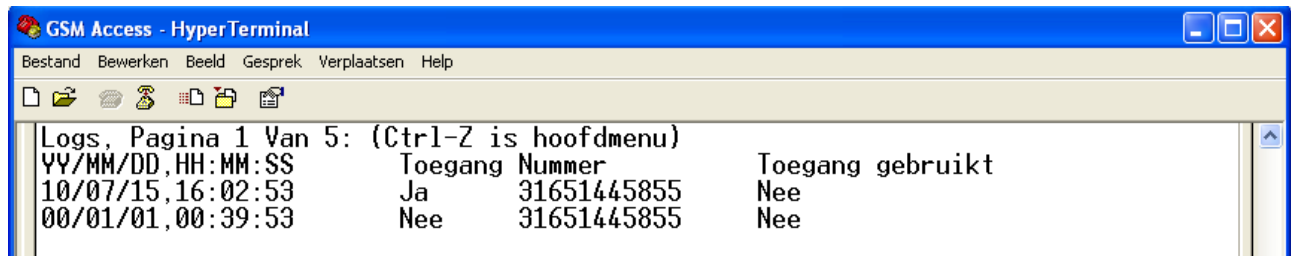 GSM Access - HyperTerminal
Bestand Bewerken Beeld Gesprek Verplaatsen Help
Logs, Pagina 1 Van 5: (Ctrl-Z is hoofdmenu)
YY/MM/DD,HH:MM:SS Toegang Nummer Toegang gebruikt
10/07/15,16:02:53 Ja 31651445855 Nee
00/01/01,00:39:53 Nee 31651445855 Nee